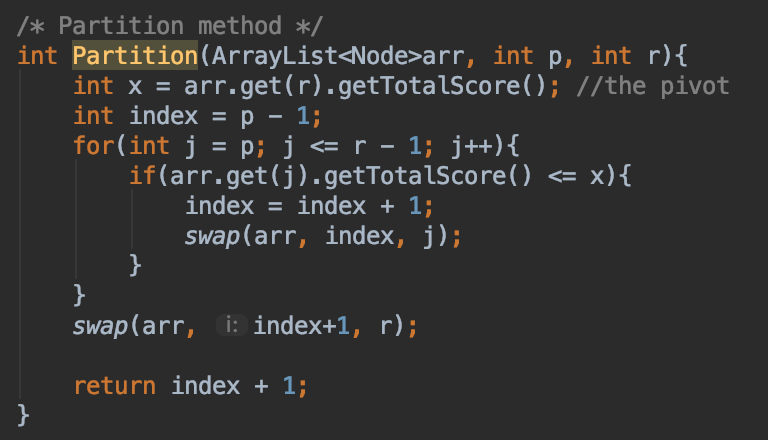 /* Partition method */
int Partition(ArrayList<Node>arr, int p, int r){
int x = arr.get(r).getTotalScore(); //the pivot
int index = p - 1;
for(int j = p; j <= r - 1; j++){
if(arr.get(j).getTotalScore() <= x){
index = index + 1;
swap(arr, index, j);
}
}
swap(arr, i: index+1, r);
return index + 1;
}